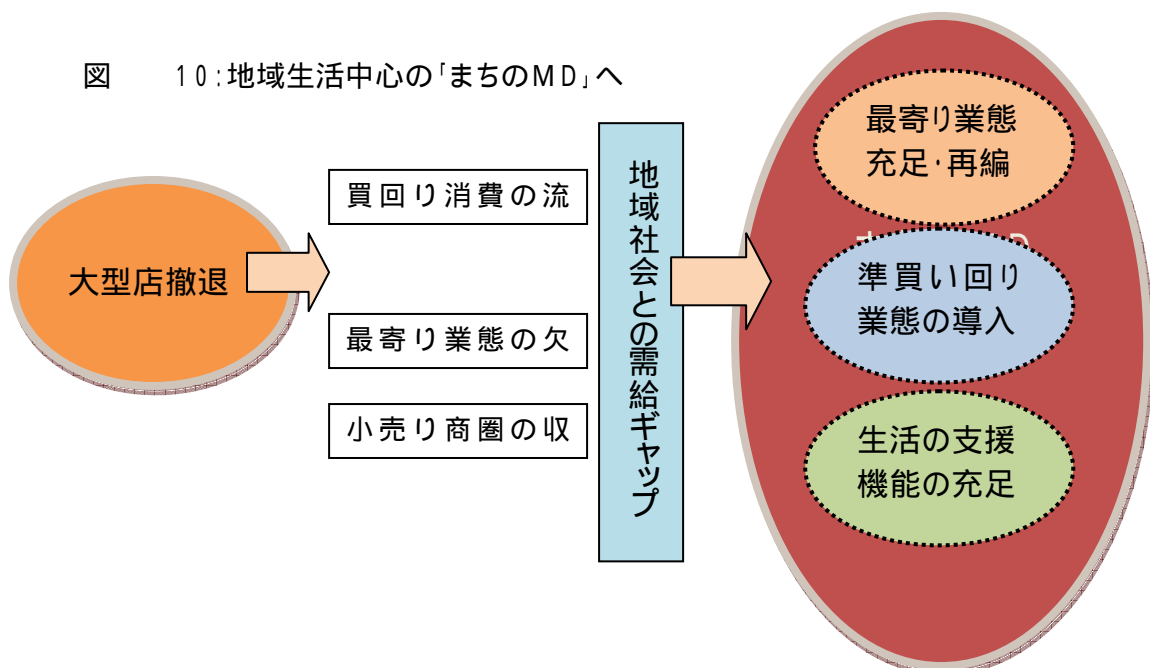 図 10:地域生活中心の「まちのMD」へ
大型店撤退
買回り消費の流
最寄り業態の欠
小売り商圏の収
地域社会との需給ギャップ
最寄り業態
充足・再編
準買い回り
業態の導入
生活の支援
機能の充足